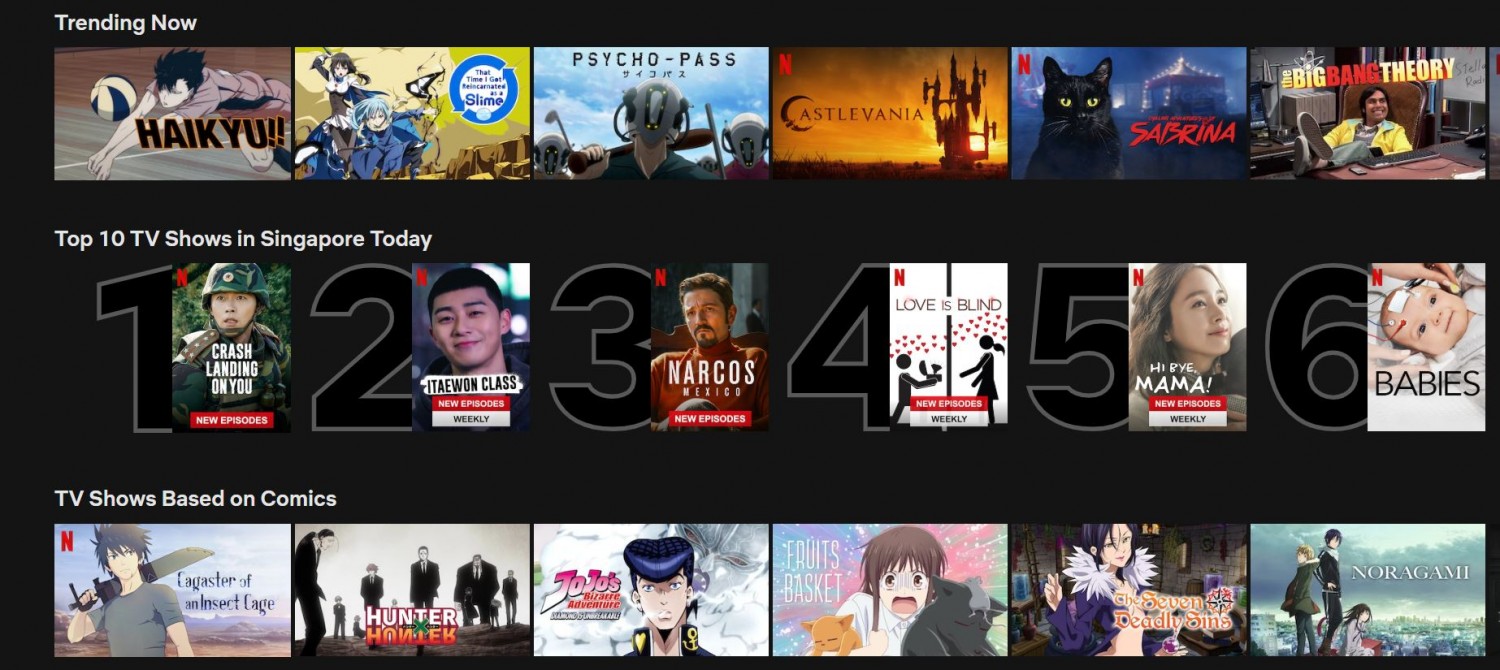 Trending Now
HAIKYU!!
That
Time I Got
Reincarnated
as a
Slime
PSYCHO-PASS
サイコパス
N
CASTLEVANIA
N
CHILLING ADVENTURES OF
SABRINA
the BIG BANG THEORY
Top 10 TV Shows in Singapore Today
1
N
CRASH
LANDING
ON YOU
NEW EPISODES
2
N
ITAEWON CLASS
NEW EPISODES
WEEKLY
3
N
NARCOS
MEXICO
NEW EPISODES
4
N
LOVE IS BLIND
NEW EPISODES
WEEKLY
5
N
HI BYE,
MAMA!
NEW EPISODES
WEEKLY
6
N
BABIES
TV Shows Based on Comics
N
Cagaster of
an Insect Cage
HUNTER
HUNTER
JoJo's
Bizarre
Adventure
DIAMOND IS UNBREAKABLE
FRUITS
BASKET
The Seven
Deadly Sins
NORAGAMI